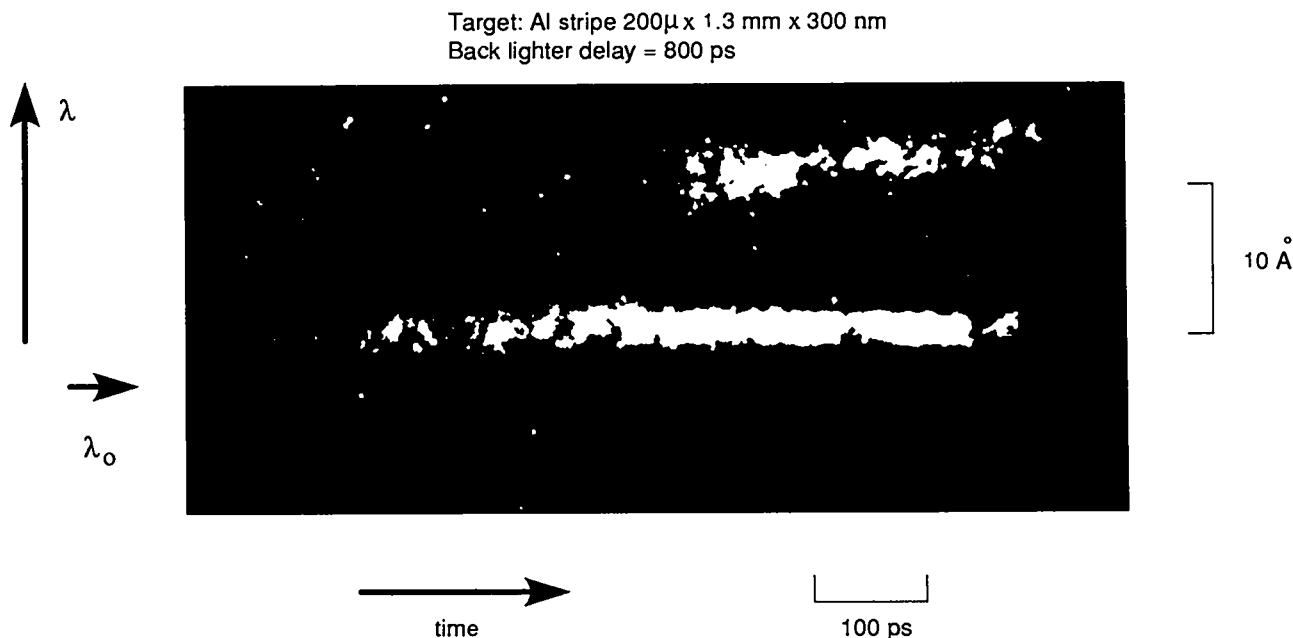 Target: Al stripe 200μ x 1.3 mm x 300 nm
Back lighter delay = 800 ps
λ
10 Å
λo
time
100 ps